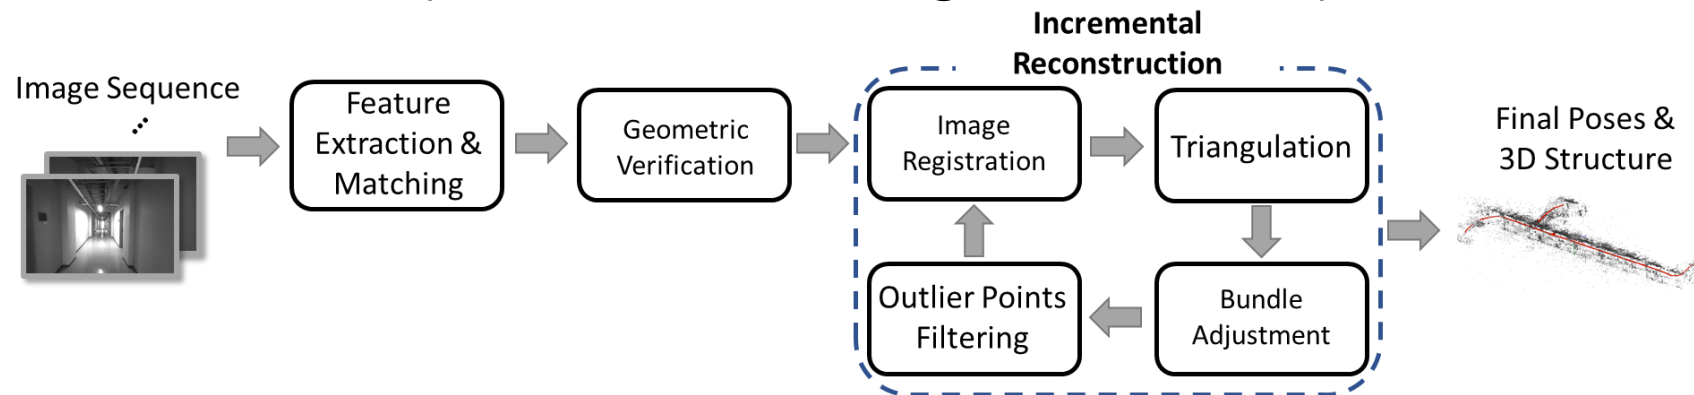 Image Sequence
Feature
Extraction &
Matching
Geometric
Verification
Incremental
Reconstruction
Image
Registration
Triangulation
Bundle
Adjustment
Outlier Points
Filtering
Final Poses &
3D Structure